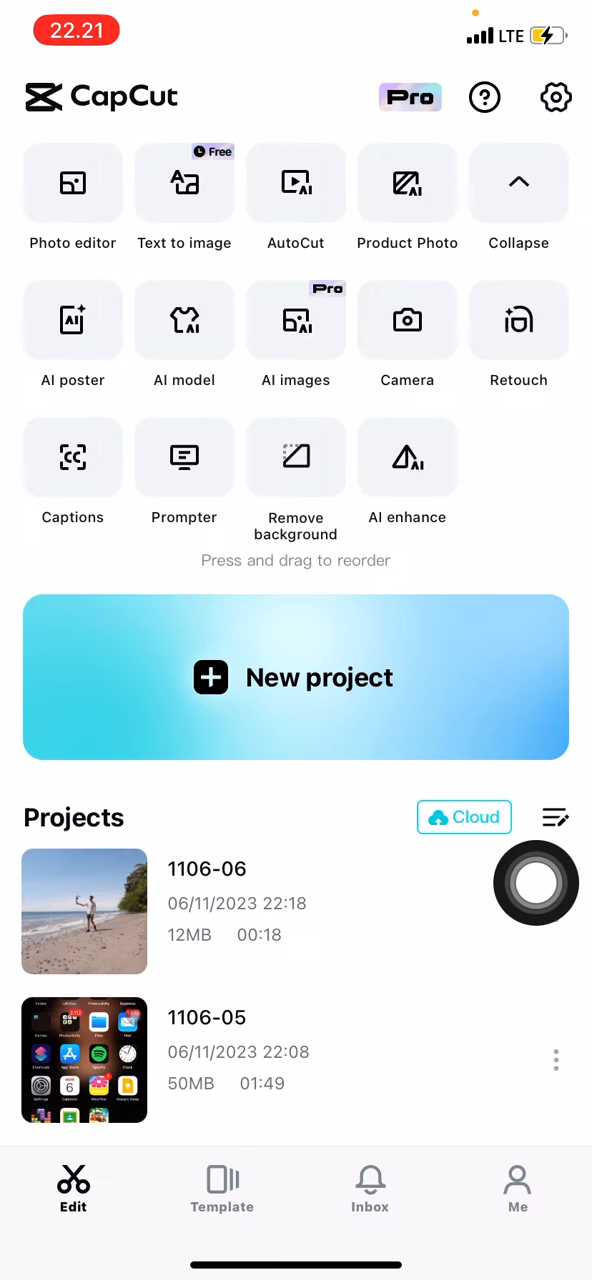 22.21
LTE
CapCut
Pro
Free
Photo editor
Text to image
AutoCut
Product Photo
Collapse
Pro
AI poster
AI model
AI images
Camera
Retouch
Captions
Prompter
Remove
background
AI enhance
Press and drag to reorder
New project
Projects
Cloud
1106-06
06/11/2023 22:18
12MB 00:18
1106-05
06/11/2023 22:08
50MB 01:49
Edit
Template
Inbox
Me